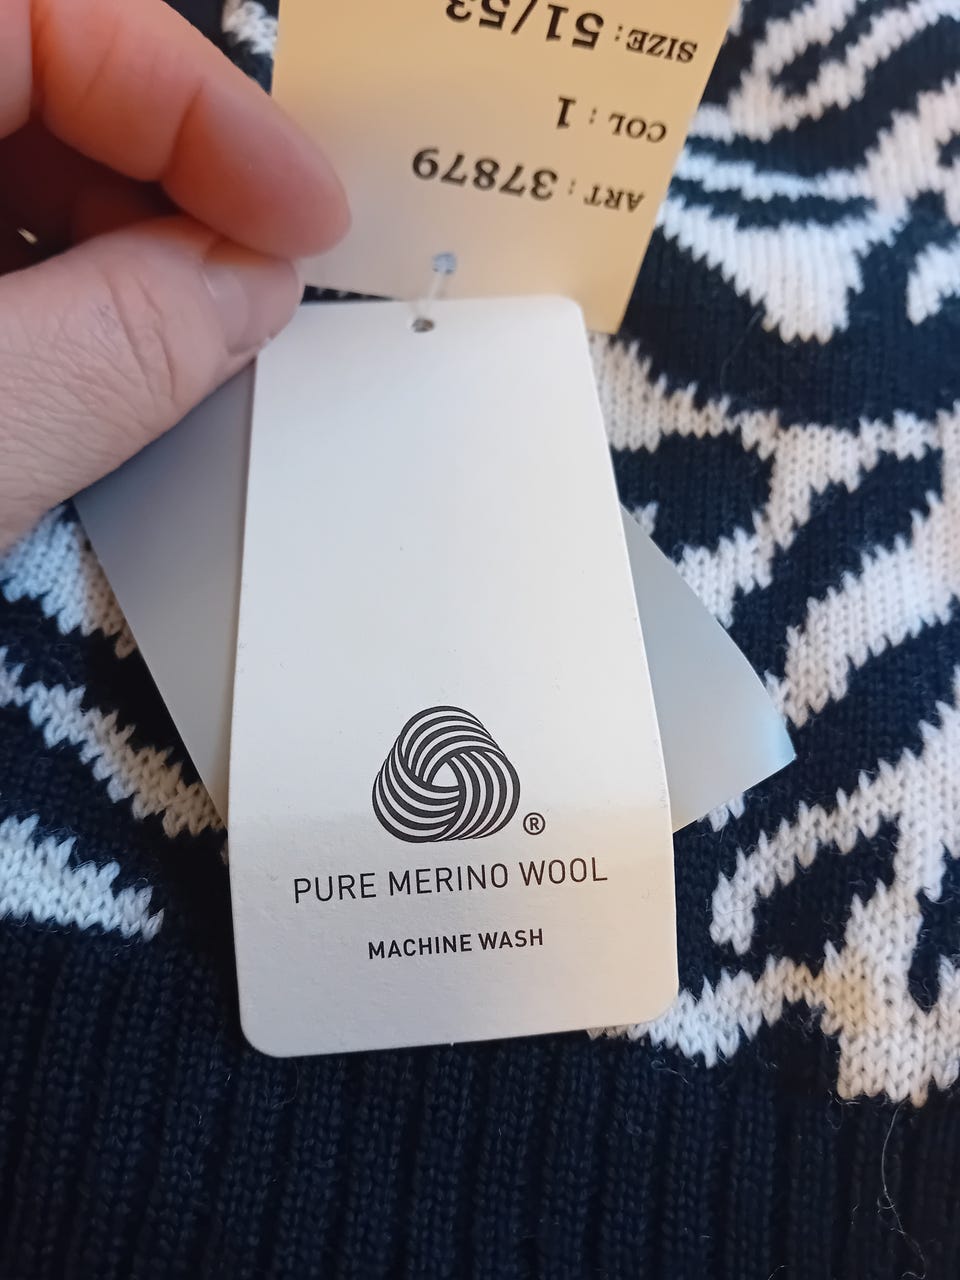 ART : 37879
COL : 1
SIZE : 51/53
®
PURE MERINO WOOL
MACHINE WASH